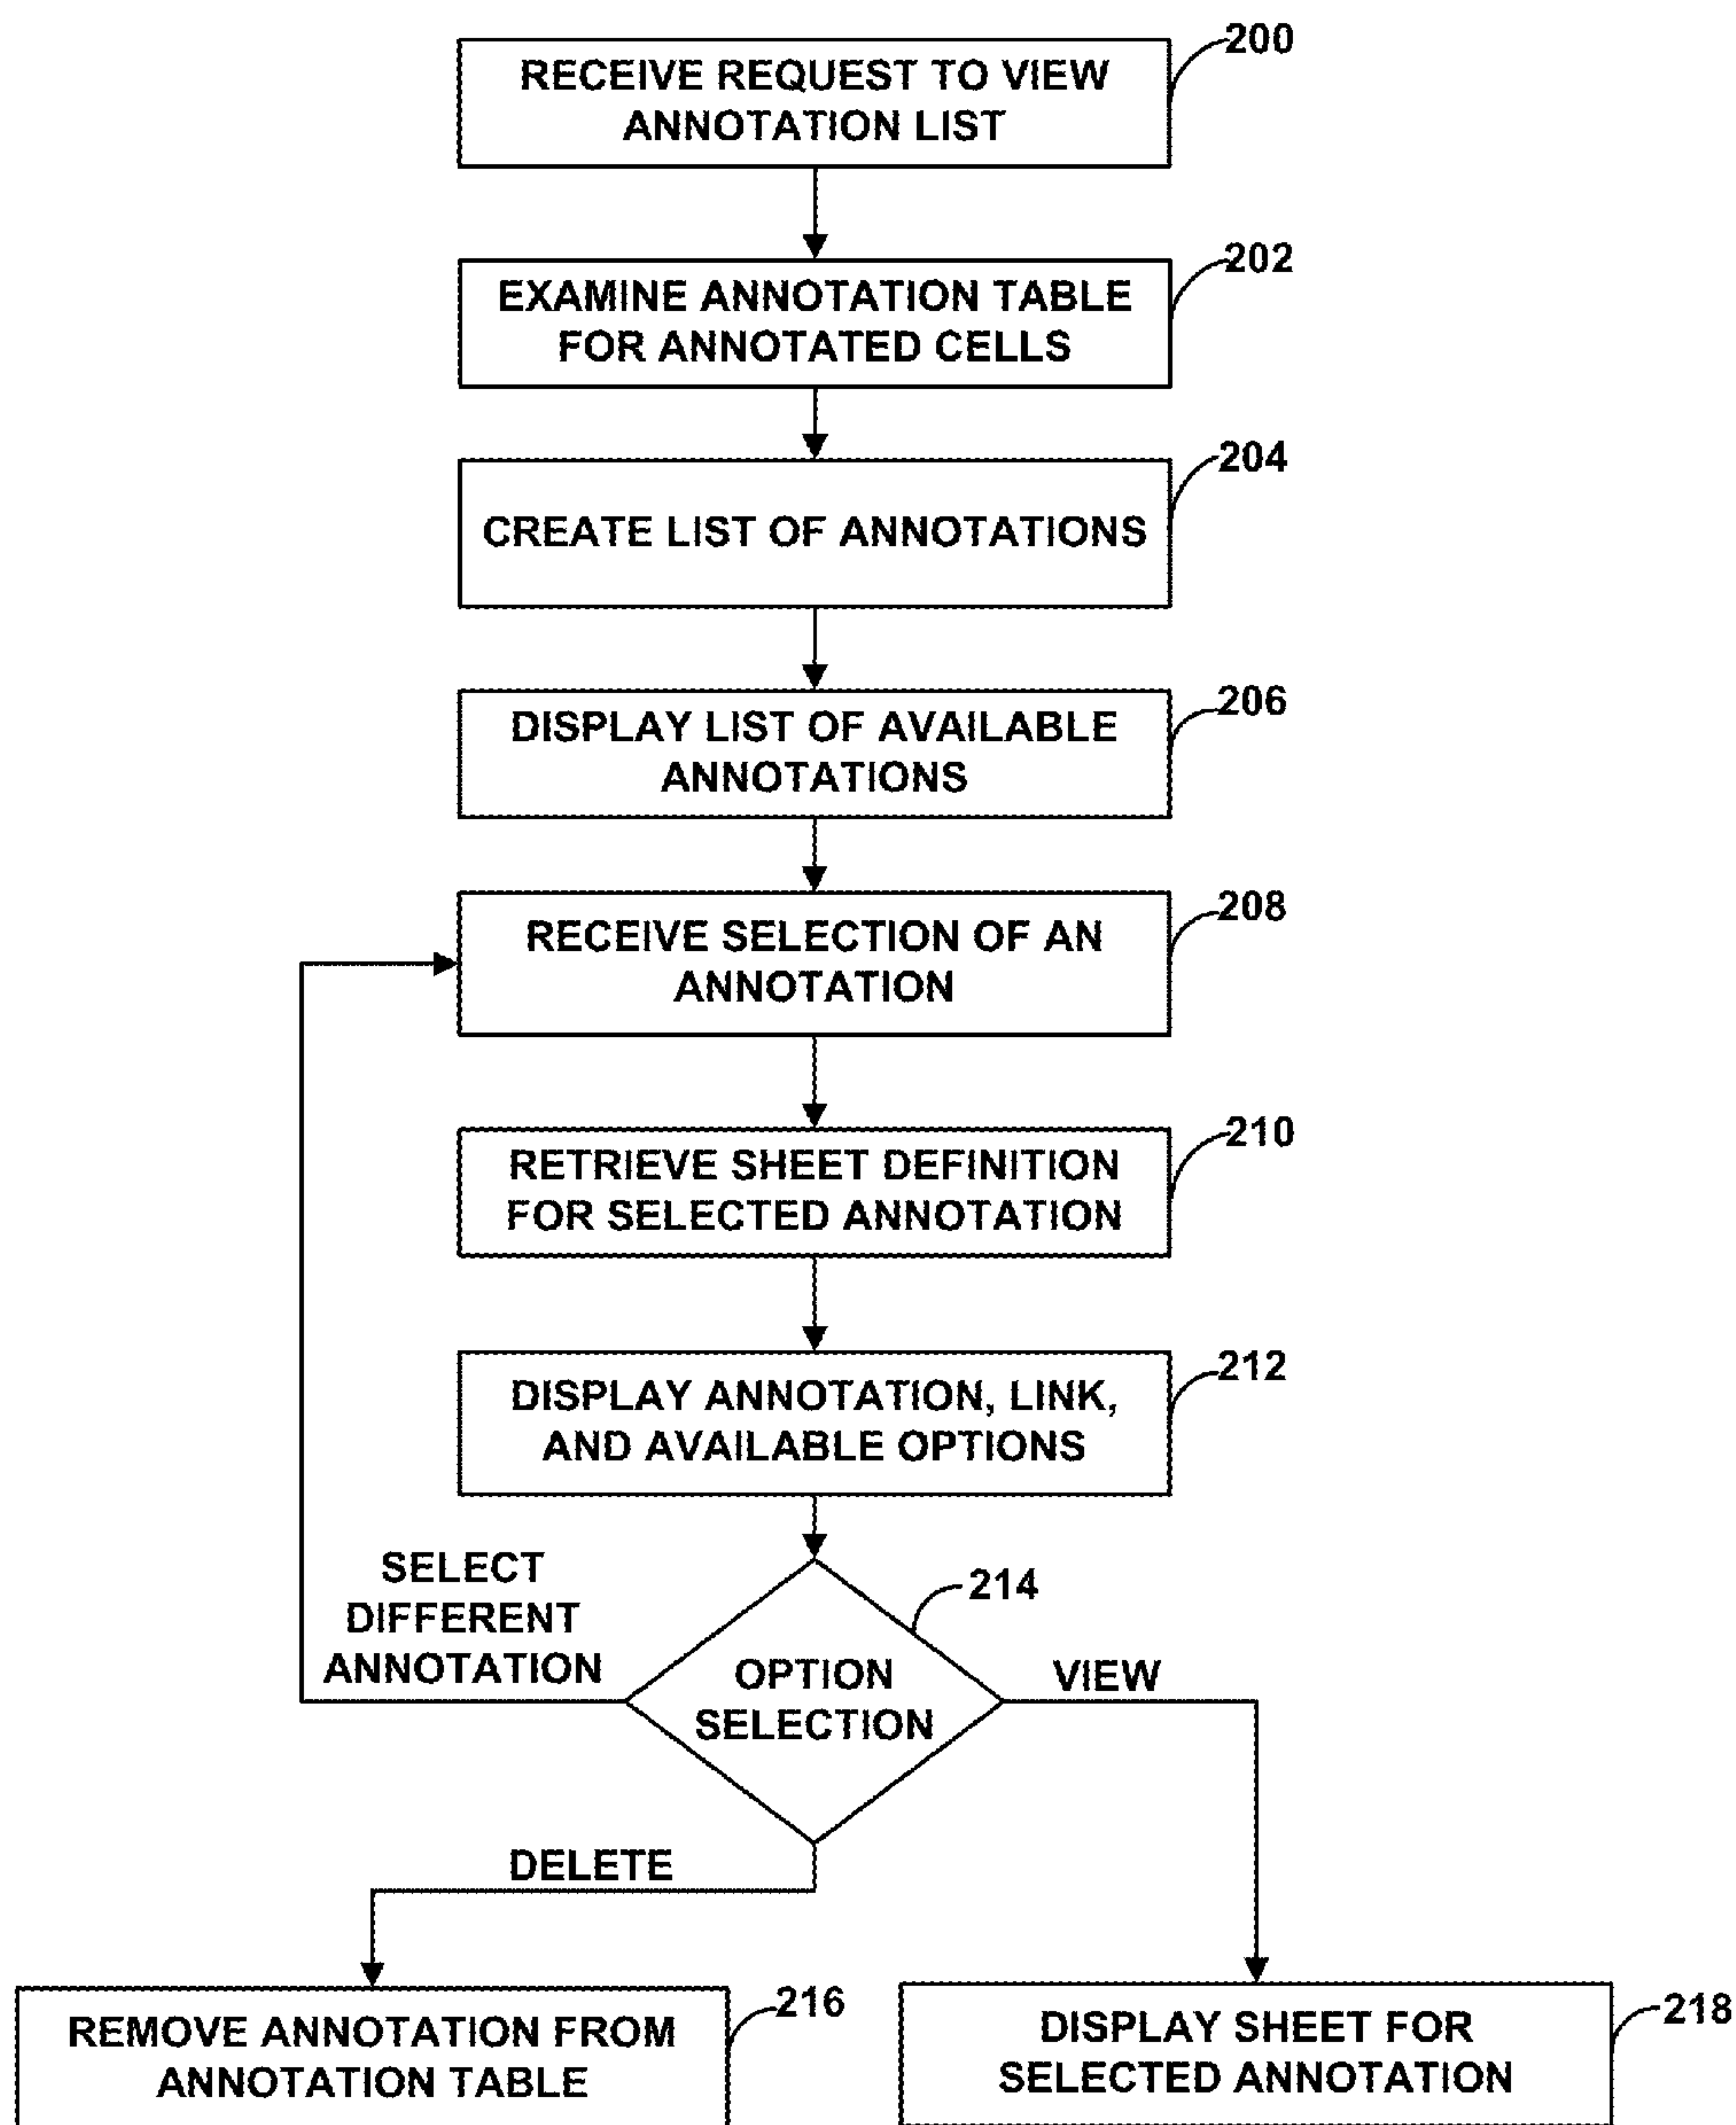 200
RECEIVE REQUEST TO VIEW
ANNOTATION LIST
202
EXAMINE ANNOTATION TABLE
FOR ANNOTATED CELLS
204
CREATE LIST OF ANNOTATIONS
206
DISPLAY LIST OF AVAILABLE
ANNOTATIONS
208
RECEIVE SELECTION OF AN
ANNOTATION
210
RETRIEVE SHEET DEFINITION
FOR SELECTED ANNOTATION
212
DISPLAY ANNOTATION, LINK,
AND AVAILABLE OPTIONS
214
OPTION
SELECTION
SELECT
DIFFERENT
ANNOTATION
VIEW
DELETE
216
REMOVE ANNOTATION FROM
ANNOTATION TABLE
218
DISPLAY SHEET FOR
SELECTED ANNOTATION